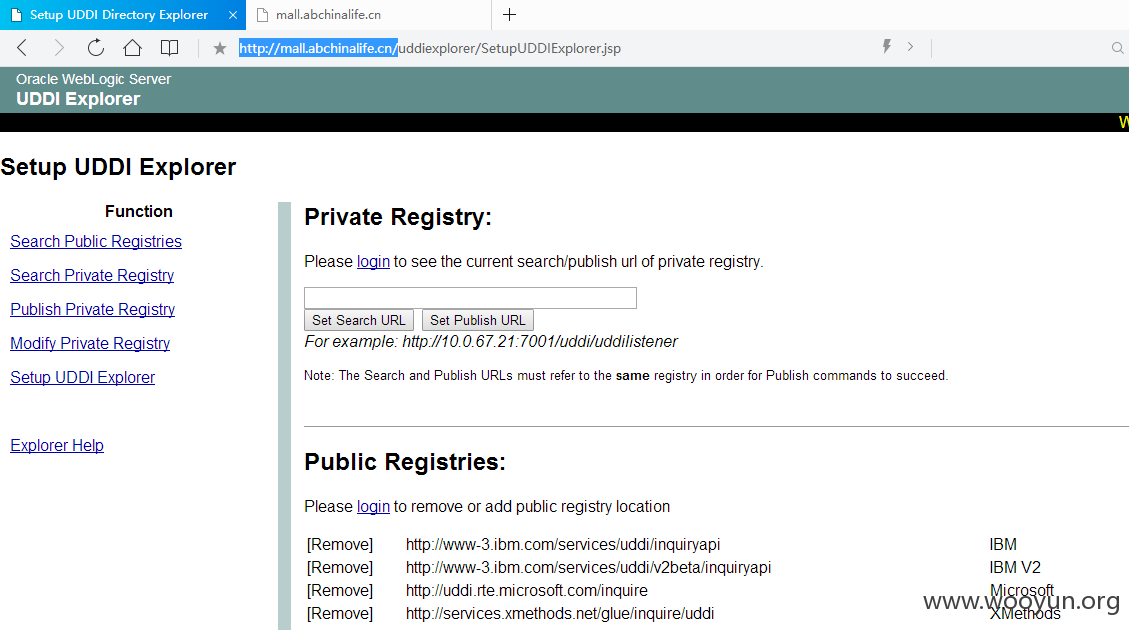 Setup UDDI Directory Explorer
mall.abchinalife.cn
http://mall.abchinalife.cn/uddiexplorer/SetupUDDIExplorer.jsp
Oracle WebLogic Server
UDDI Explorer
W
Setup UDDI Explorer
Function
Search Public Registries
Search Private Registry
Publish Private Registry
Modify Private Registry
Setup UDDI Explorer
Explorer Help
Private Registry:
Please login to see the current search/publish url of private registry.
Set Search URL Set Publish URL
For example: http://10.0.67.21:7001/uddi/uddilistener
Note: The Search and Publish URLs must refer to the same registry in order for Publish commands to succeed.
Public Registries:
Please login to remove or add public registry location
[Remove] http://www-3.ibm.com/services/uddi/inquiryapi IBM
[Remove] http://www-3.ibm.com/services/uddi/v2beta/inquiryapi IBM V2
[Remove] http://uddi.rte.microsoft.com/inquire Microsoft
[Remove] http://services.xmethods.net/glue/inquire/uddi XMethods
www.wooyun.org